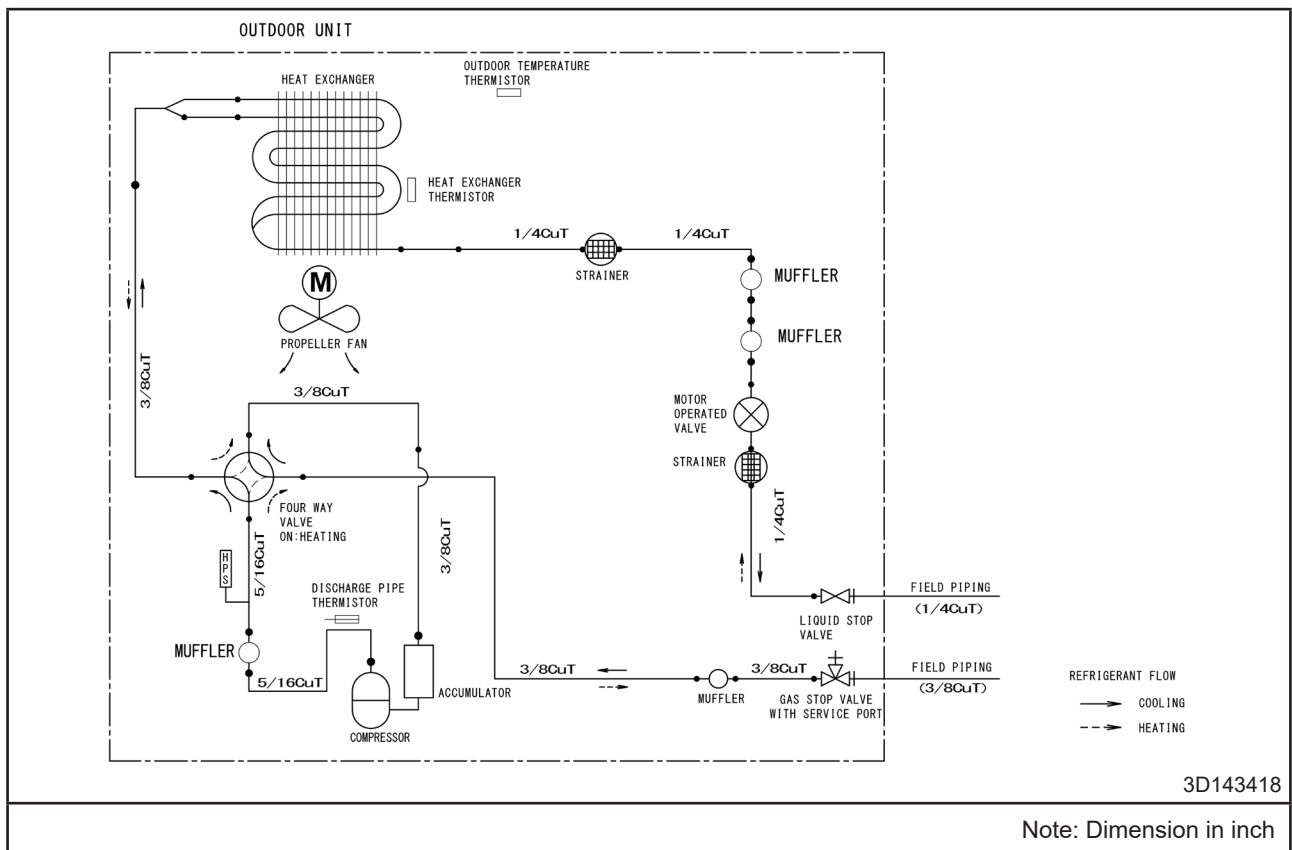 OUTDOOR UNIT
OUTDOOR TEMPERATURE
THERMISTOR
HEAT EXCHANGER
HEAT EXCHANGER
THERMISTOR
1/4CuT
1/4CuT
STRAINER
MUFFLER
M
MUFFLER
PROPELLER FAN
3/8CuT
3/8CuT
MOTOR
OPERATED
VALVE
STRAINER
FOUR WAY
VALVE
ON:HEATING
1/4CuT
3/8CuT
5/16CuT
HPS
DISCHARGE PIPE
THERMISTOR
FIELD PIPING
(1/4CuT)
LIQUID STOP
VALVE
MUFFLER
5/16CuT
ACCUMULATOR
COMPRESSOR
3/8CuT
MUFFLER
3/8CuT
GAS STOP VALVE
WITH SERVICE PORT
FIELD PIPING
(3/8CuT)
REFRIGERANT FLOW
COOLING
HEATING
3D143418
Note: Dimension in inch